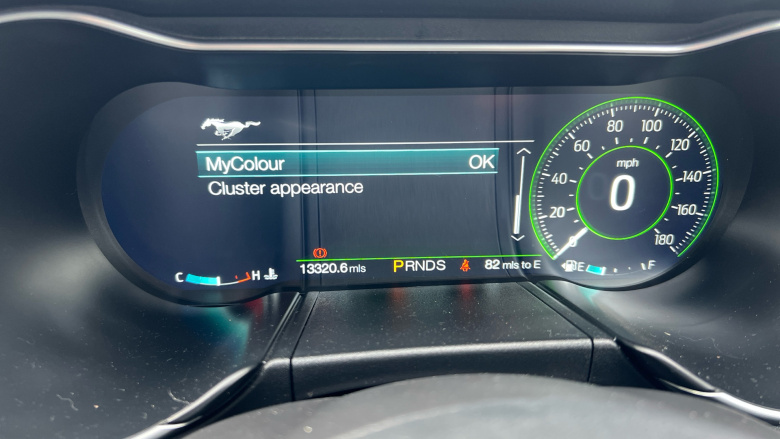 MyColour OK
Cluster appearance
20
40
60
80
100
120
140
160
180
mph
0
C H
13320.6 mls
PRNDS
82 mls to E
E F